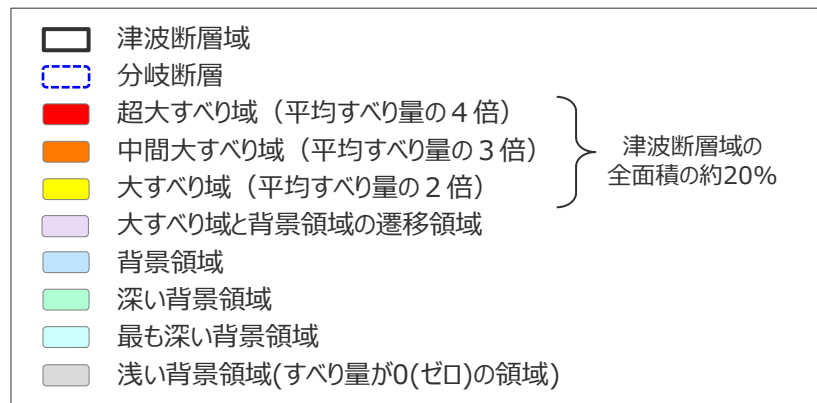 津波断層域
分岐断層
超大すべり域（平均すべり量の４倍）
中間大すべり域（平均すべり量の３倍）
大すべり域（平均すべり量の２倍）
津波断層域の
全面積の約20%
大すべり域と背景領域の遷移領域
背景領域
深い背景領域
最も深い背景領域
浅い背景領域(すべり量が0(ゼロ)の領域)